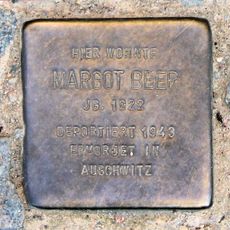 HIER WOHNTE
MARGOT BEER
JG. 1922
DEPORTIERT 1943
ERMORDET IN
AUSCHWITZ